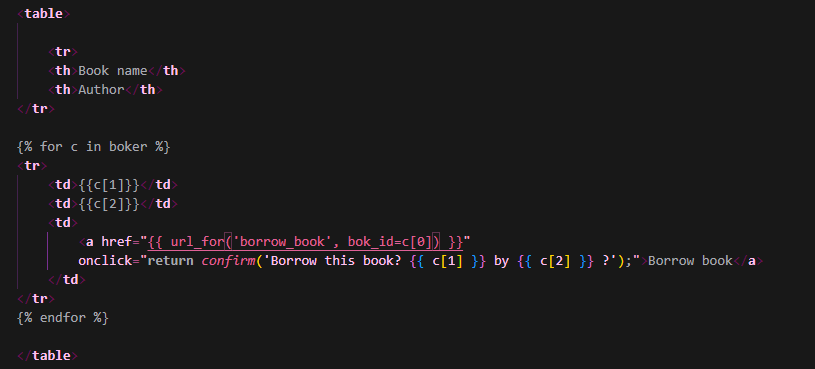 <table>
<tr>
<th>Book name</th>
<th>Author</th>
</tr>
{% for c in boker %}
<tr>
<td>{{c[1]}}</td>
<td>{{c[2]}}</td>
<td>
<a href="{{ url_for('borrow_book', bok_id=c[0]) }}"
onclick="return confirm('Borrow this book? {{ c[1] }} by {{ c[2] }} ?');">Borrow book</a>
</td>
</tr>
{% endfor %}
</table>